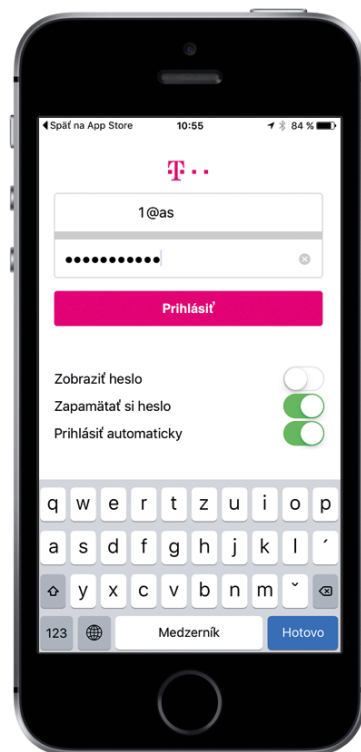 Späť na App Store 10:55 84 %
T
1@as
•••••••••••
Prihlásiť
Zobraziť heslo
Zapamätať si heslo
Prihlásiť automaticky
q w e r t z u i o p
a s d f g h j k l ´
y x c v b n m ˇ
123 Medzerník Hotovo